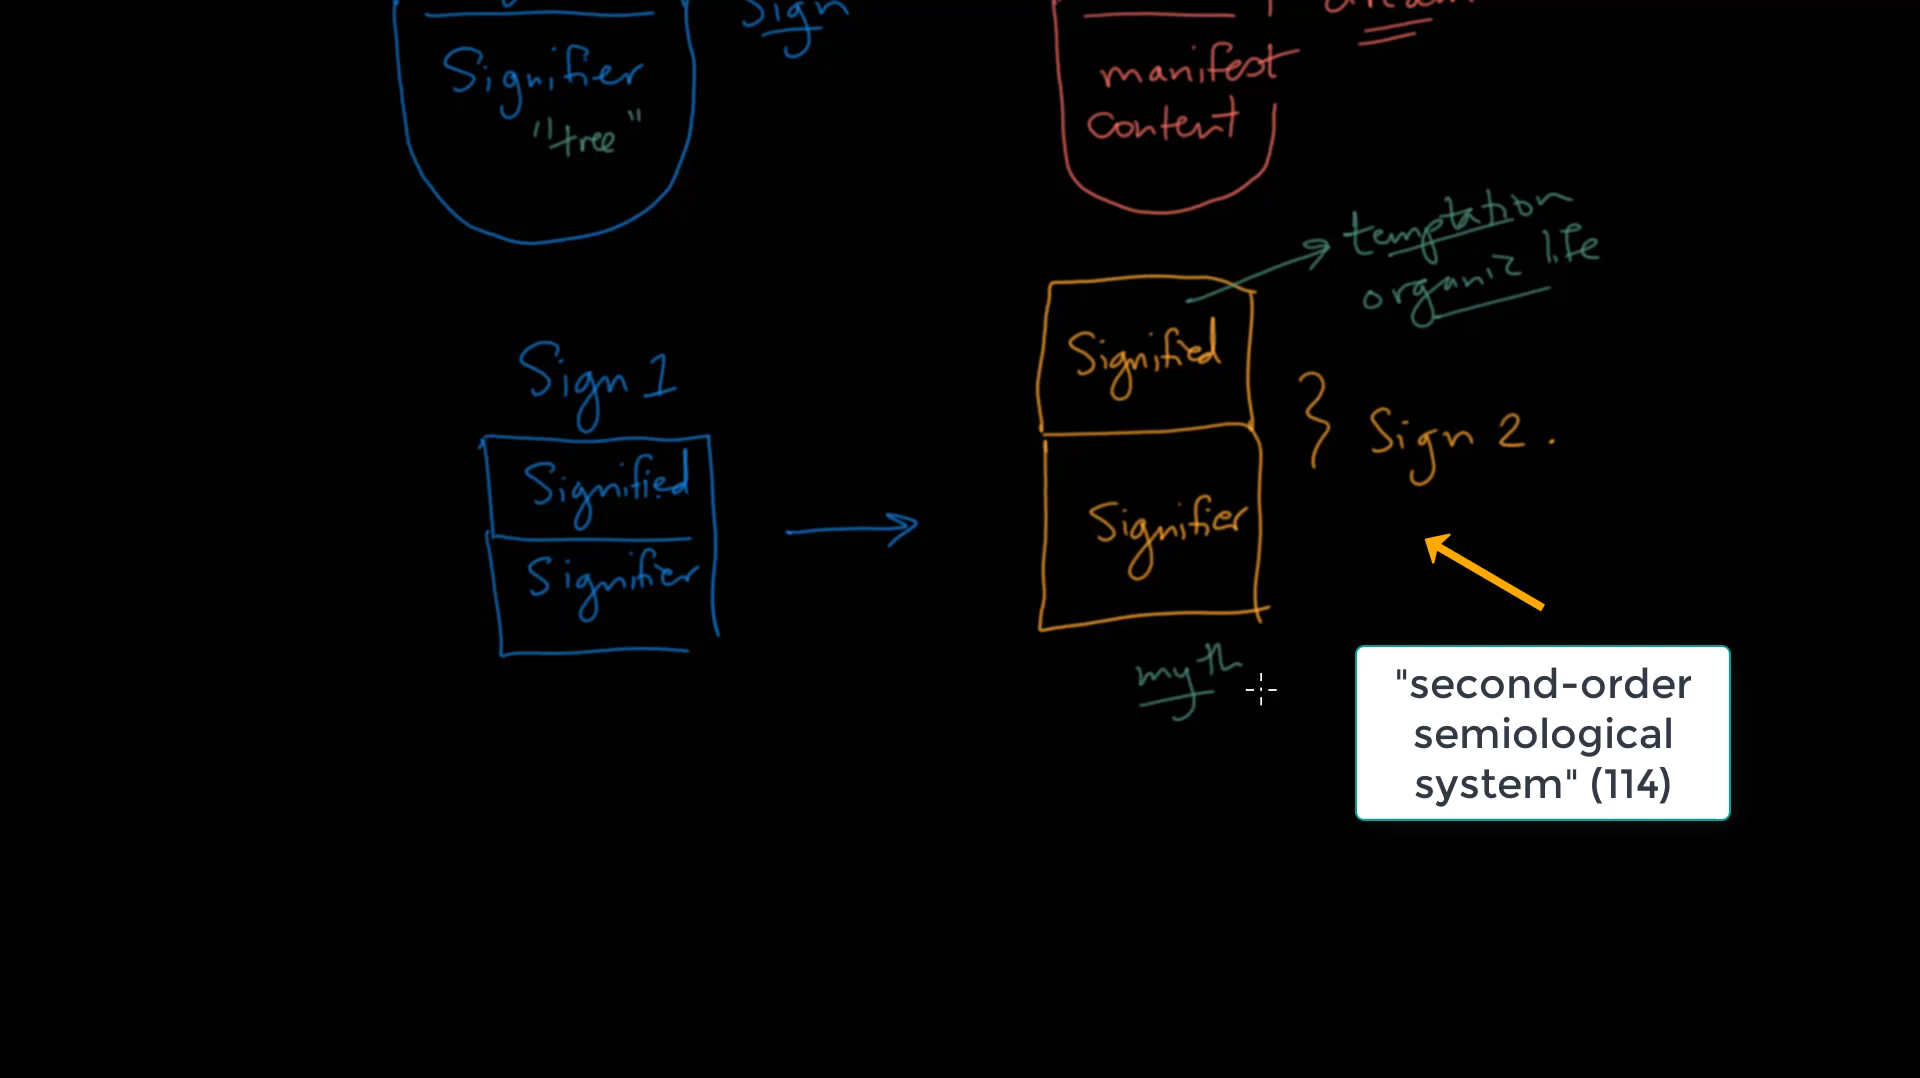 Sign
Signifier
"tree"
manifest
content
temptation
organic life
Sign 1
Signified
Signifier
Signified
Signifier
Sign 2.
myth
"second-order
semiological
system" (114)